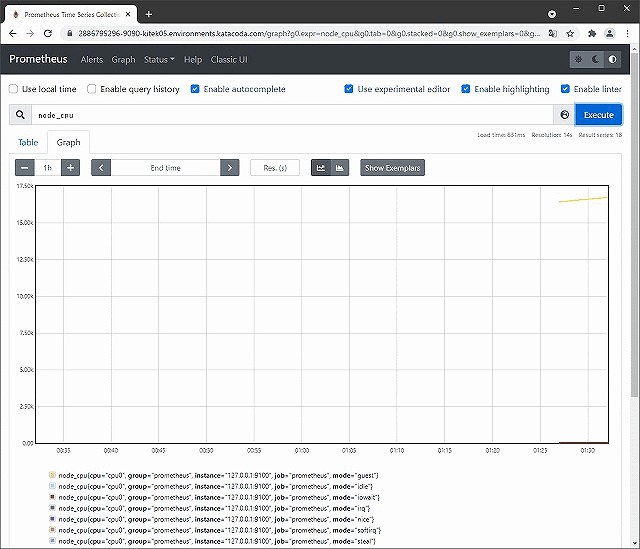 Prometheus Time Series Collectio
2886795296-9090-kitek05.environments.katacoda.com/graph?g0.expr=node_cpu&g0.tab=0&g0.stacked=0&g0.show_exemplars=0&g...
Prometheus Alerts Graph Status Help Classic UI
Use local time Enable query history Enable autocomplete Use experimental editor Enable highlighting Enable linter
node_cpu Execute
Load time: 831ms Resolution: 14s Result series: 18
Table Graph
1h End time Res. (s) Show Exemplars
17.50k
15.00k
12.50k
10.00k
7.50k
5.00k
2.50k
0.00
00:35 00:40 00:45 00:50 00:55 01:00 01:05 01:10 01:15 01:20 01:25 01:30
node_cpu{cpu="cpu0", group="prometheus", instance="127.0.0.1:9100", job="prometheus", mode="guest"}
node_cpu{cpu="cpu0", group="prometheus", instance="127.0.0.1:9100", job="prometheus", mode="idle"}
node_cpu{cpu="cpu0", group="prometheus", instance="127.0.0.1:9100", job="prometheus", mode="iowait"}
node_cpu{cpu="cpu0", group="prometheus", instance="127.0.0.1:9100", job="prometheus", mode="irq"}
node_cpu{cpu="cpu0", group="prometheus", instance="127.0.0.1:9100", job="prometheus", mode="nice"}
node_cpu{cpu="cpu0", group="prometheus", instance="127.0.0.1:9100", job="prometheus", mode="softirq"}
node_cpu{cpu="cpu0", group="prometheus", instance="127.0.0.1:9100", job="prometheus", mode="steal"}